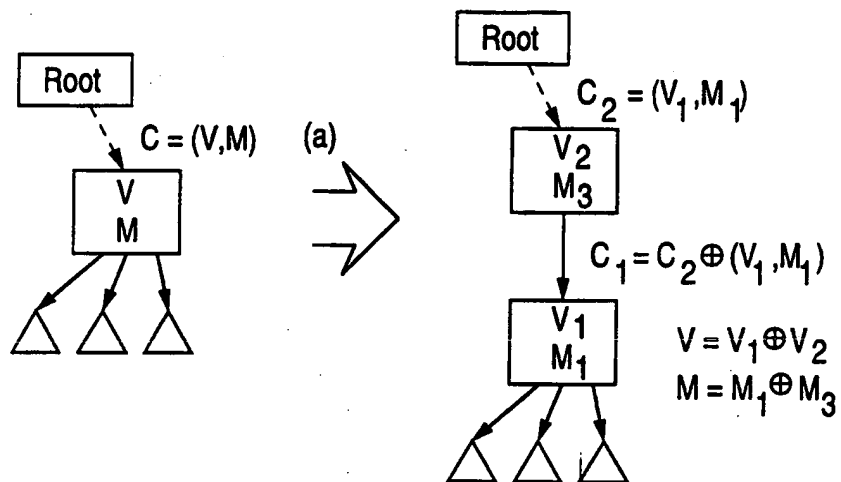 Root
C = (V,M)
V
M
(a)
Root
C₂ = (V₁,M₁)
V₂
M₃
C₁ = C₂ ⊕ (V₁,M₁)
V₁
M₁
V = V₁ ⊕ V₂
M = M₁ ⊕ M₃